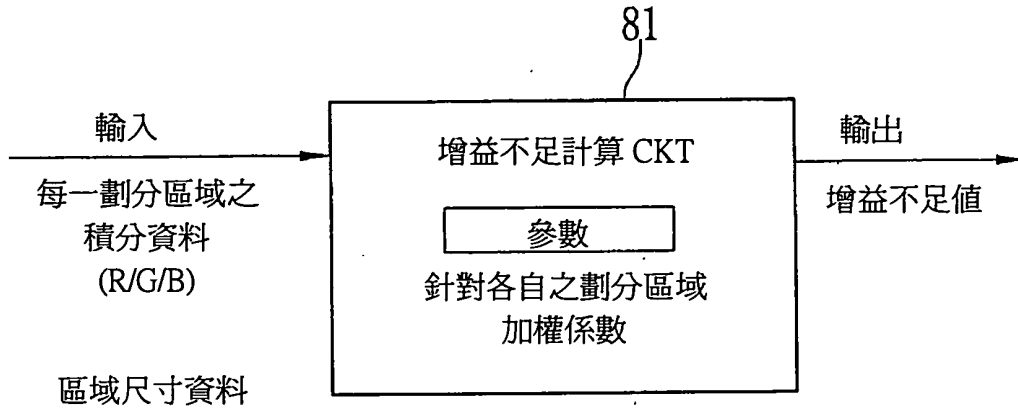 81
輸入
每一劃分區域之
積分資料
(R/G/B)
區域尺寸資料
增益不足計算 CKT
參數
針對各自之劃分區域
加權係數
輸出
增益不足值